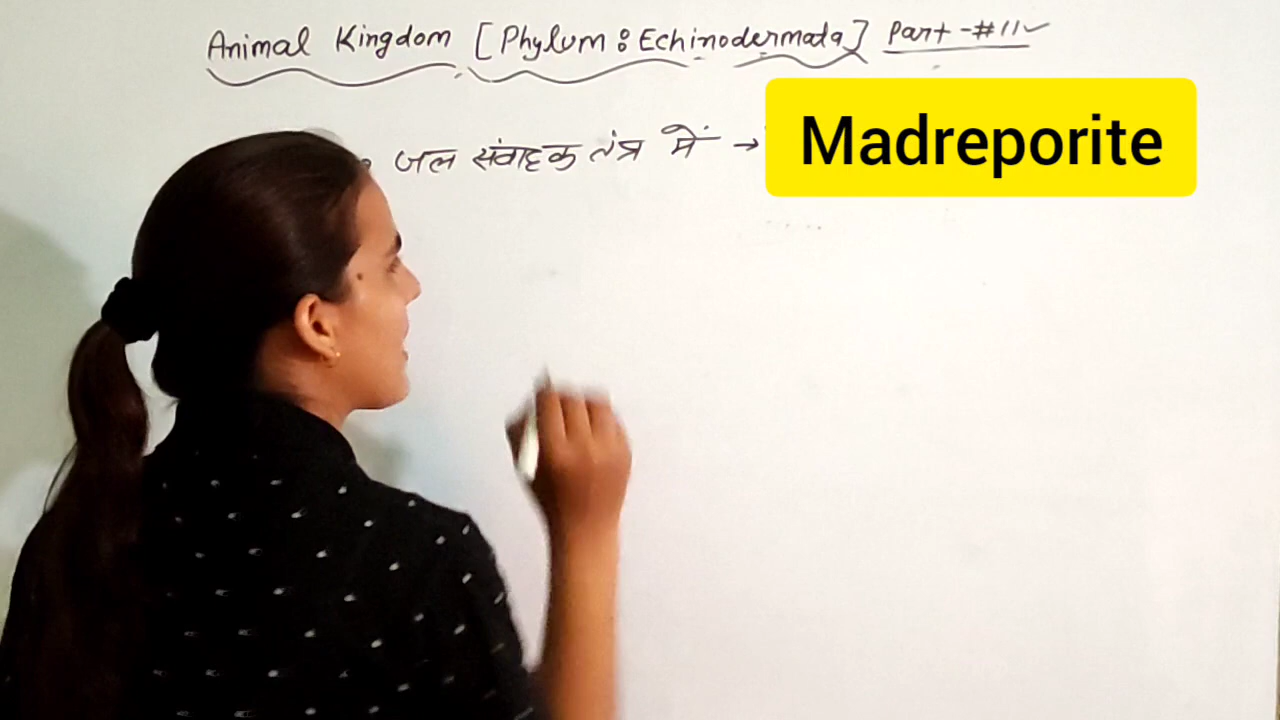 Animal Kingdom [Phylum : Echinodermata] Part - #11
जल संवाहक तंत्र में → Madreporite